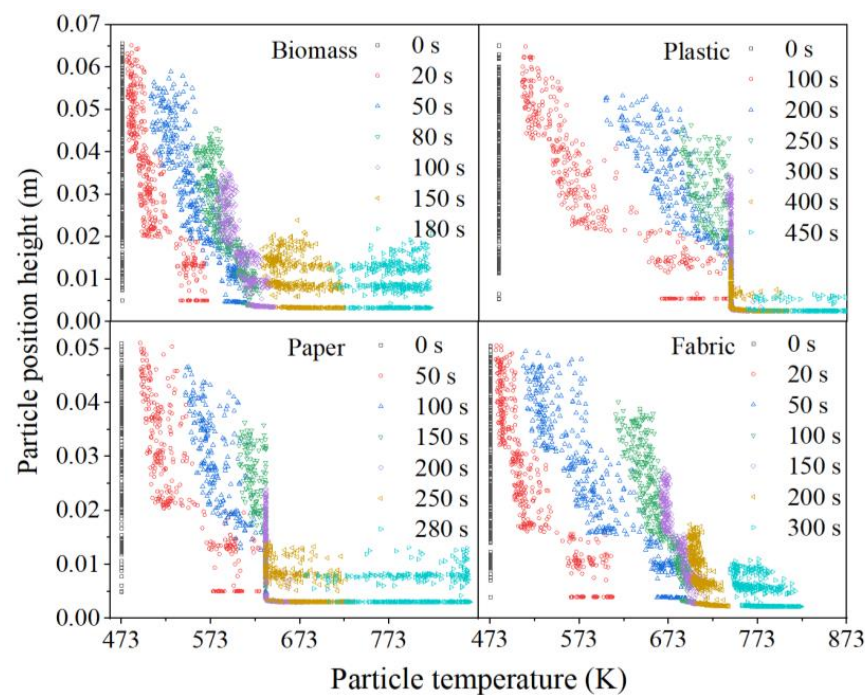 Particle position height (m)
0.07
0.06
0.05
0.04
0.03
0.02
0.01
0.00
Biomass
0 s
20 s
50 s
80 s
100 s
150 s
180 s
Plastic
0 s
100 s
200 s
250 s
300 s
400 s
450 s
0.05
0.04
0.03
0.02
0.01
0.00
Paper
0 s
50 s
100 s
150 s
200 s
250 s
280 s
Fabric
0 s
20 s
50 s
100 s
150 s
200 s
300 s
473 573 673 773 473 573 673 773 873
Particle temperature (K)